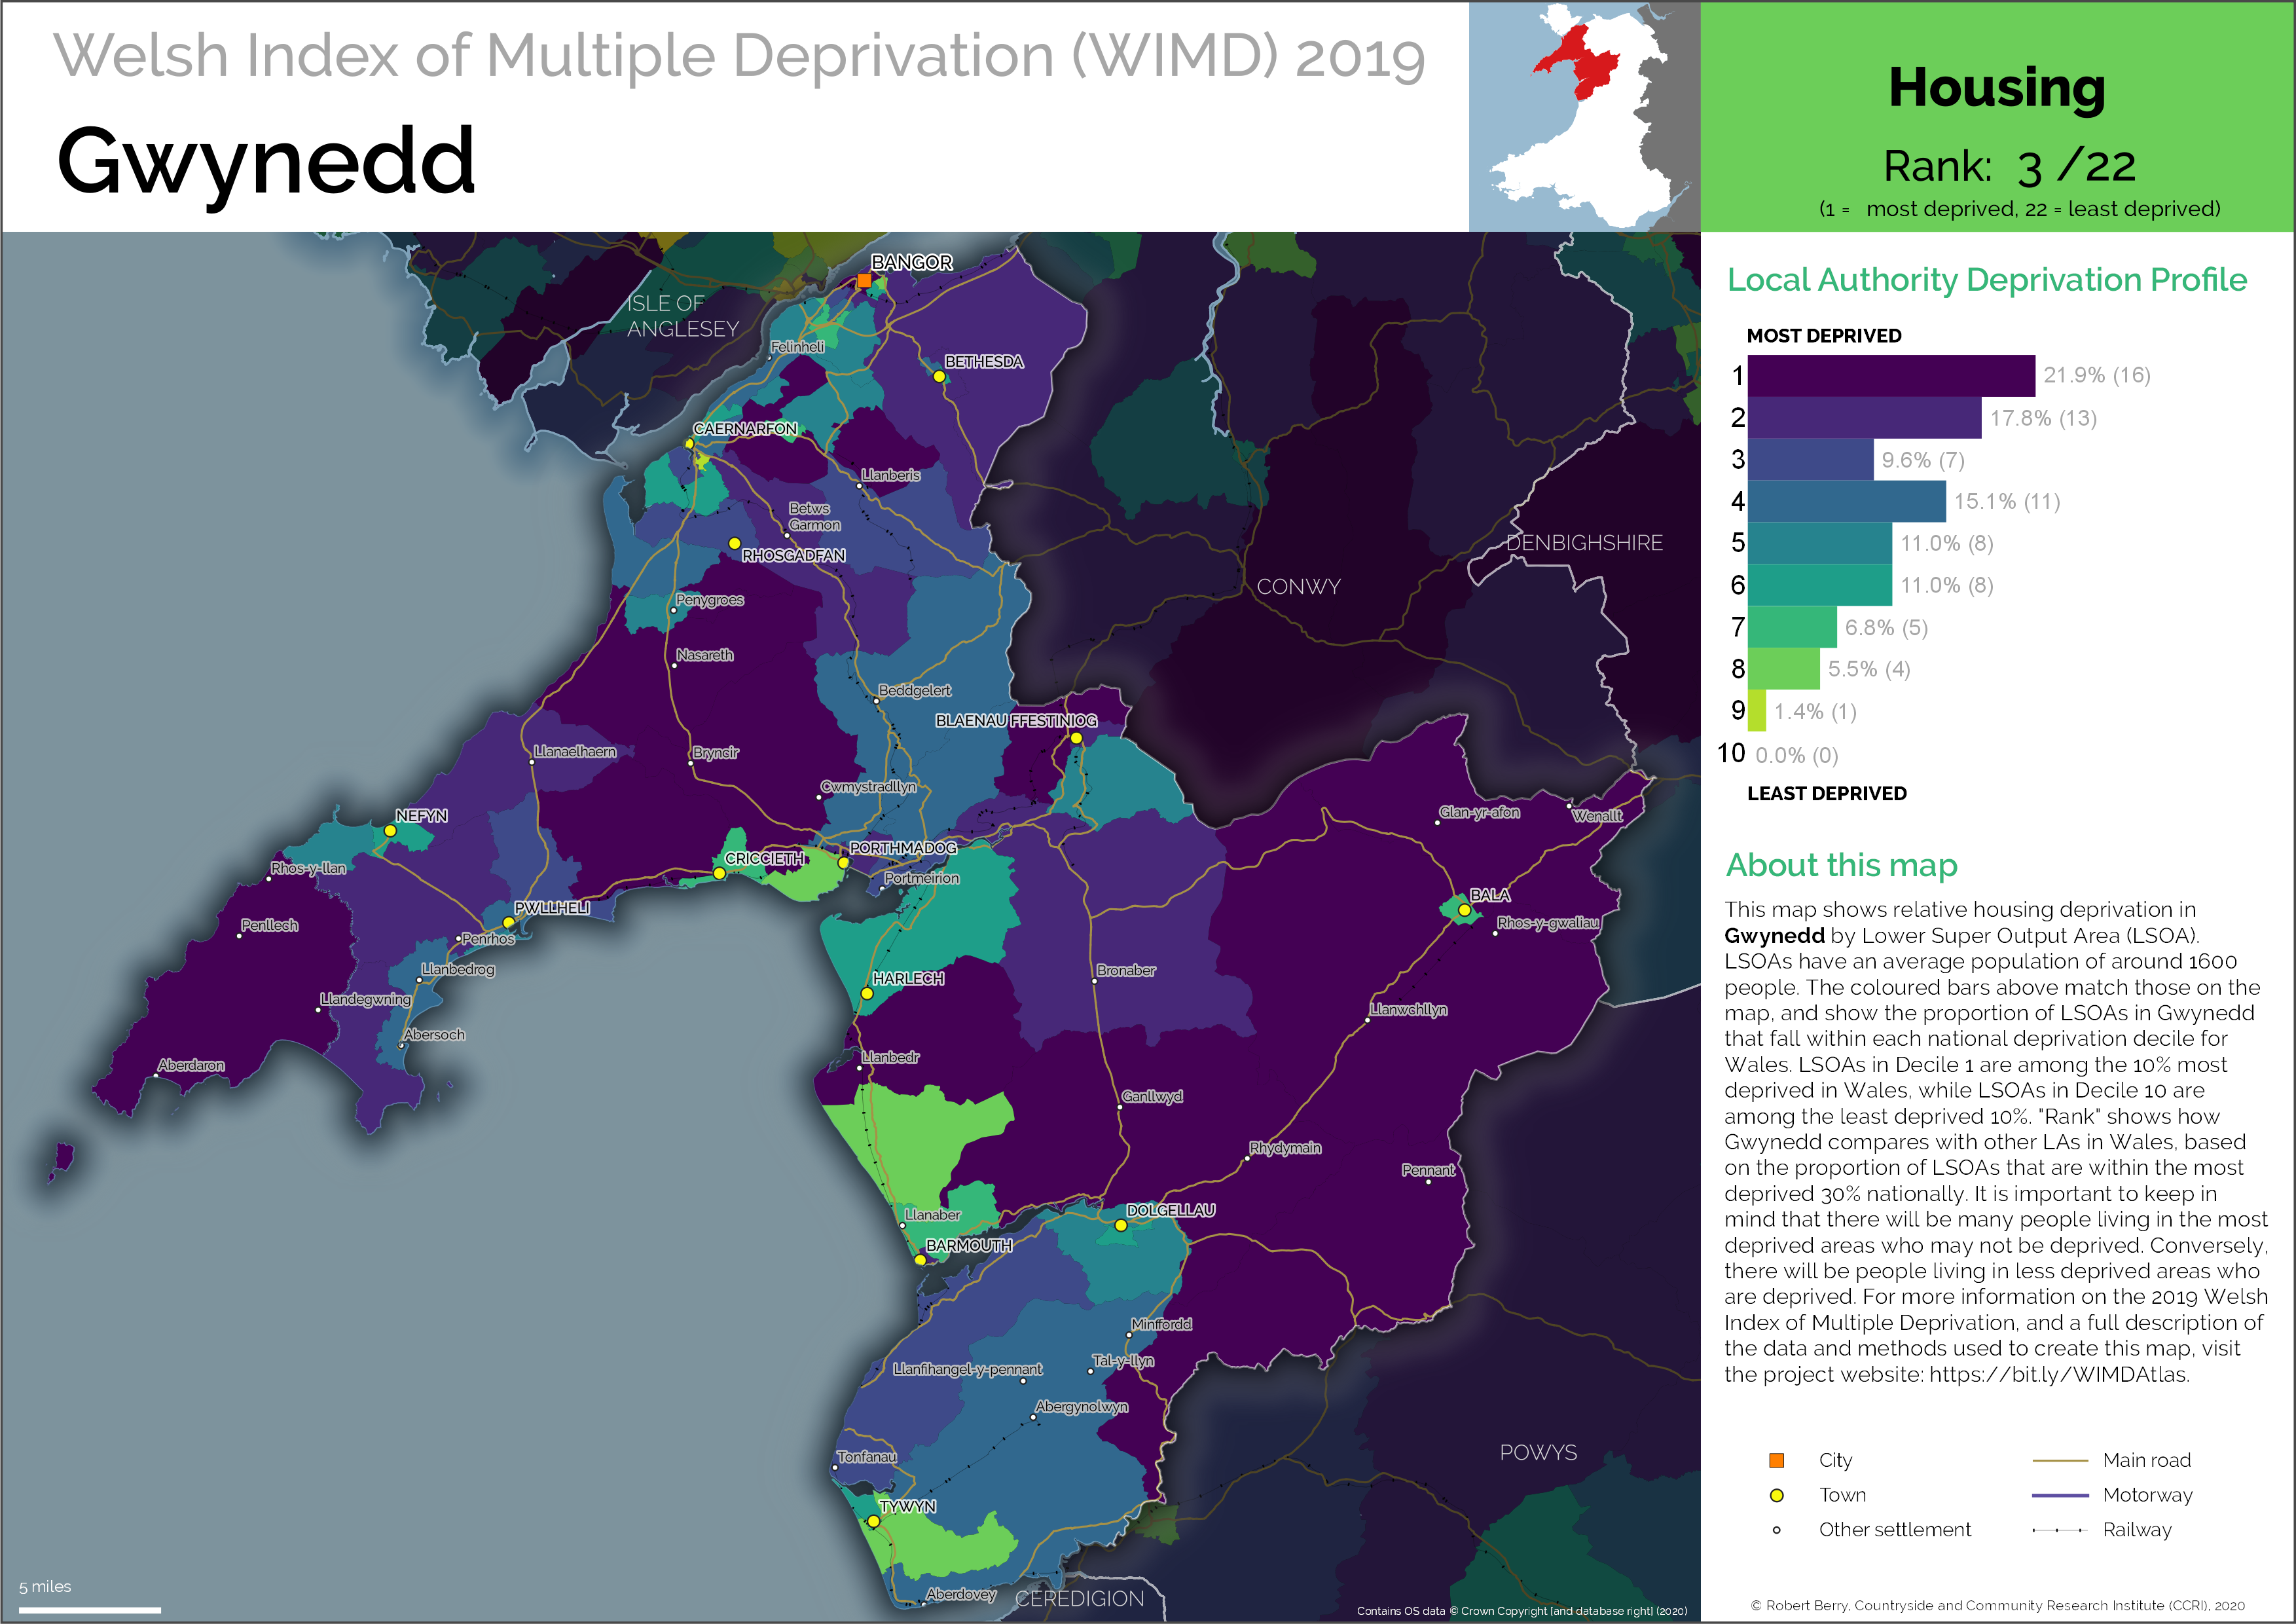 Welsh Index of Multiple Deprivation (WIMD) 2019
Gwynedd
Housing
Rank: 3 /22
(1 = most deprived, 22 = least deprived)
BANGOR
ISLE OF
ANGLESEY
Felinheli
BETHESDA
CAERNARFON
Llanberis
Betws
Garmon
RHOSGADFAN
DENBIGHSHIRE
CONWY
Penygroes
Nasareth
Beddgelert
BLAENAU FFESTINIOG
Llanaelhaern
Bryncir
Cwmystradllyn
Glan-yr-afon
Wenallt
NEFYN
PORTHMADOG
CRICCIETH
Rhos-y-llan
Portmeirion
BALA
PWLLHELI
Rhos-y-gwaliau
Penllech
Penrhos
Llanbedrog
Bronaber
HARLECH
Llandegwning
Llanwchllyn
Abersoch
Llanbedr
Aberdaron
Ganllwyd
Rhydymain
Pennant
DOLGELLAU
Llanaber
BARMOUTH
Minffordd
Tal-y-llyn
Llanfihangel-y-pennant
Abergynolwyn
Tonfanau
POWYS
TYWYN
Aberdovey
CEREDIGION
5 miles
Contains OS data © Crown Copyright [and database right] (2020)
Local Authority Deprivation Profile
MOST DEPRIVED
1 21.9% (16)
2 17.8% (13)
3 9.6% (7)
4 15.1% (11)
5 11.0% (8)
6 11.0% (8)
7 6.8% (5)
8 5.5% (4)
9 1.4% (1)
10 0.0% (0)
LEAST DEPRIVED
About this map
This map shows relative housing deprivation in
Gwynedd by Lower Super Output Area (LSOA).
LSOAs have an average population of around 1600
people. The coloured bars above match those on the
map, and show the proportion of LSOAs in Gwynedd
that fall within each national deprivation decile for
Wales. LSOAs in Decile 1 are among the 10% most
deprived in Wales, while LSOAs in Decile 10 are
among the least deprived 10%. "Rank" shows how
Gwynedd compares with other LAs in Wales, based
on the proportion of LSOAs that are within the most
deprived 30% nationally. It is important to keep in
mind that there will be many people living in the most
deprived areas who may not be deprived. Conversely,
there will be people living in less deprived areas who
are deprived. For more information on the 2019 Welsh
Index of Multiple Deprivation, and a full description of
the data and methods used to create this map, visit
the project website: https://bit.ly/WIMDAtlas.
City
Main road
Town
Motorway
Other settlement
Railway
© Robert Berry, Countryside and Community Research Institute (CCRI), 2020